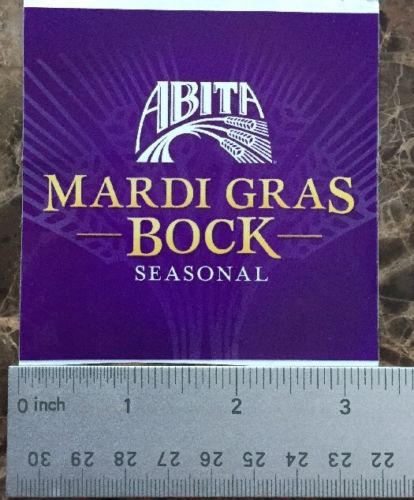 ABITA
MARDI GRAS
BOCK
SEASONAL
0 inch 1 2 3
30 29 28 27 26 25 24 23 22